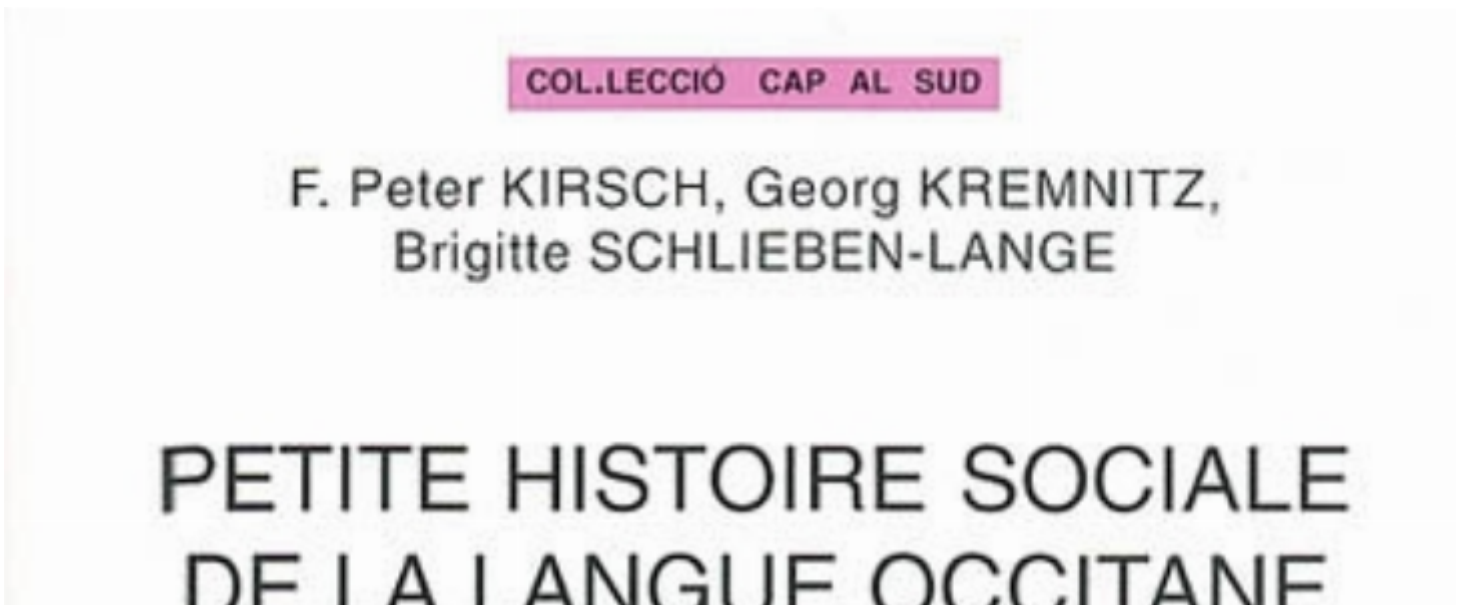 COL.LECCIÓ CAP AL SUD
F. Peter KIRSCH, Georg KREMNITZ,
Brigitte SCHLIEBEN-LANGE
PETITE HISTOIRE SOCIALE
DE LA LANGUE OCCITANE